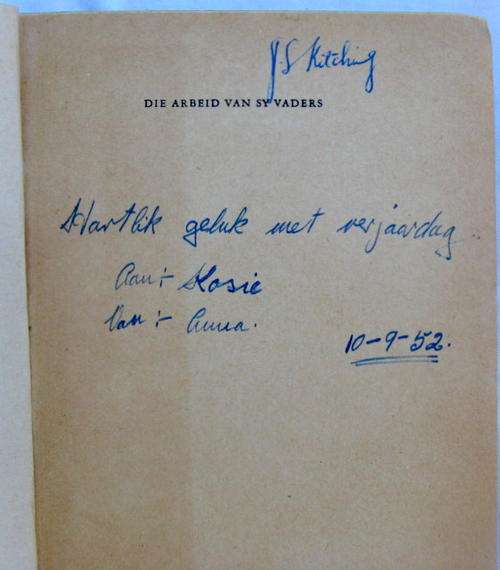 J S Kitching
DIE ARBEID VAN SY VADERS
Hartlik geluk met verjaardag
Aan:- Kosie
Van:- Anna.
10-9-52.